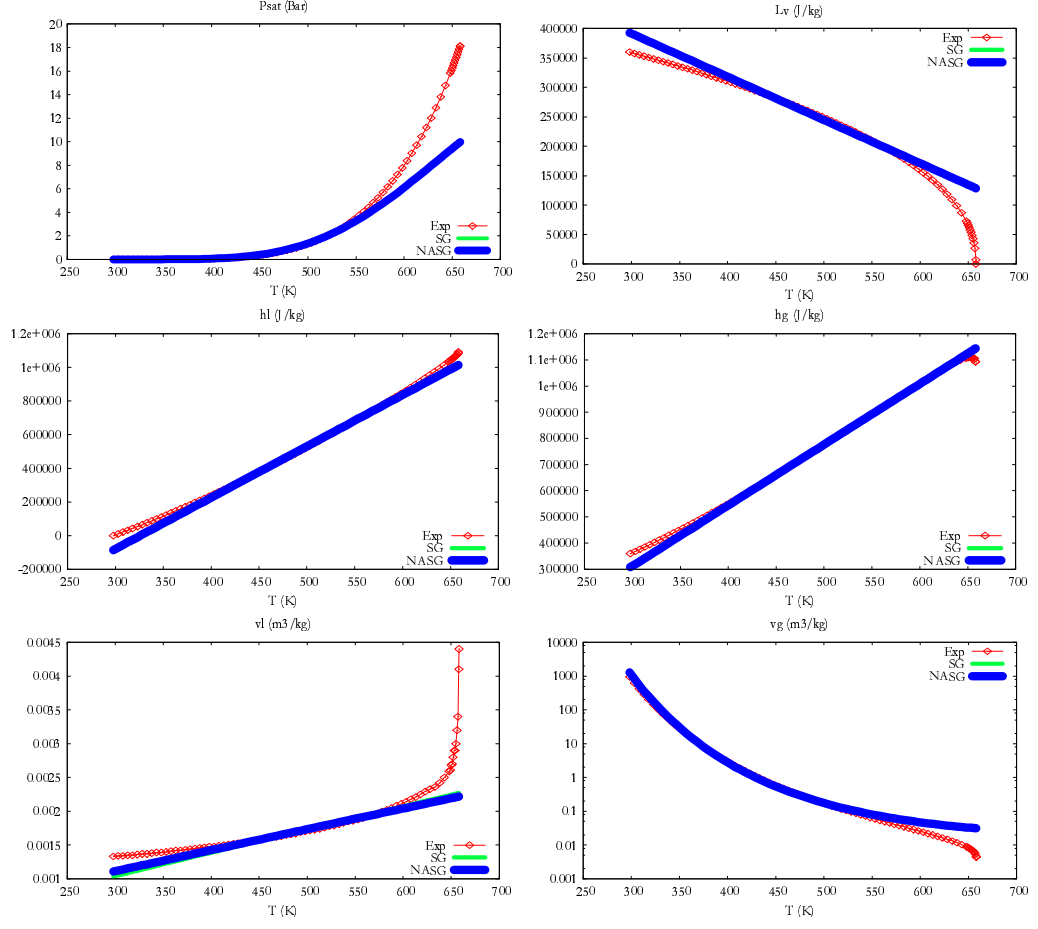 Psat (Bar)
20
18
16
14
12
10
8
6
4
2
0
Exp
SG
NASG
250 300 350 400 450 500 550 600 650 700
T (K)
Lv (J/kg)
400000
350000
300000
250000
200000
150000
100000
50000
0
Exp
SG
NASG
250 300 350 400 450 500 550 600 650 700
T (K)
hl (J/kg)
1.2e+006
1e+006
800000
600000
400000
200000
0
-200000
Exp
SG
NASG
250 300 350 400 450 500 550 600 650 700
T (K)
hg (J/kg)
1.2e+006
1.1e+006
1e+006
900000
800000
700000
600000
500000
400000
300000
Exp
SG
NASG
250 300 350 400 450 500 550 600 650 700
T (K)
vl (m3/kg)
0.0045
0.004
0.0035
0.003
0.0025
0.002
0.0015
0.001
Exp
SG
NASG
250 300 350 400 450 500 550 600 650 700
T (K)
vg (m3/kg)
10000
1000
100
10
1
0.1
0.01
0.001
Exp
SG
NASG
250 300 350 400 450 500 550 600 650 700
T (K)